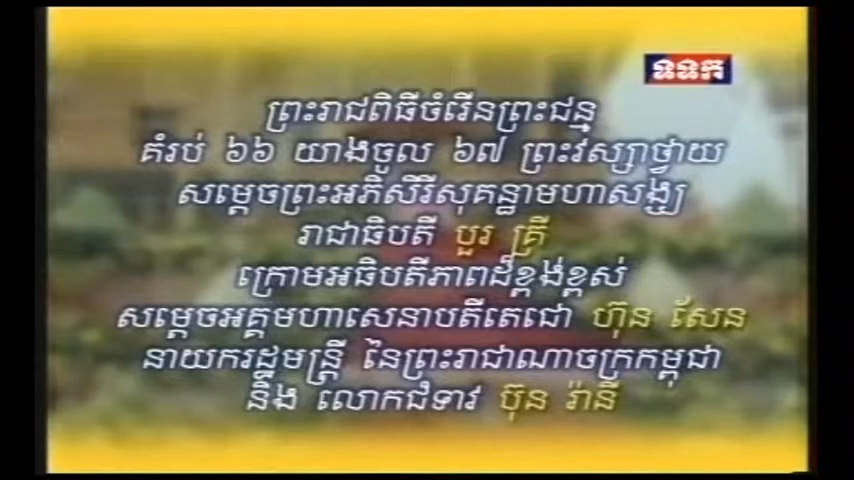 ទទក
ព្រះរាជពិធីចំរើនព្រះជន្ម
គំរប់ ៦៦ យាងចូល ៦៧ ព្រះវស្សាថ្វាយ
សម្តេចព្រះអភិសិរីសុគន្ធាមហាសង្ឃ
រាជាធិបតី បួរ គ្រី
ក្រោមអធិបតីភាពដ៏ខ្ពង់ខ្ពស់
សម្តេចអគ្គមហាសេនាបតីតេជោ ហ៊ុន សែន
នាយករដ្ឋមន្ត្រី នៃព្រះរាជាណាចក្រកម្ពុជា
និង លោកជំទាវ ប៊ុន រ៉ានី